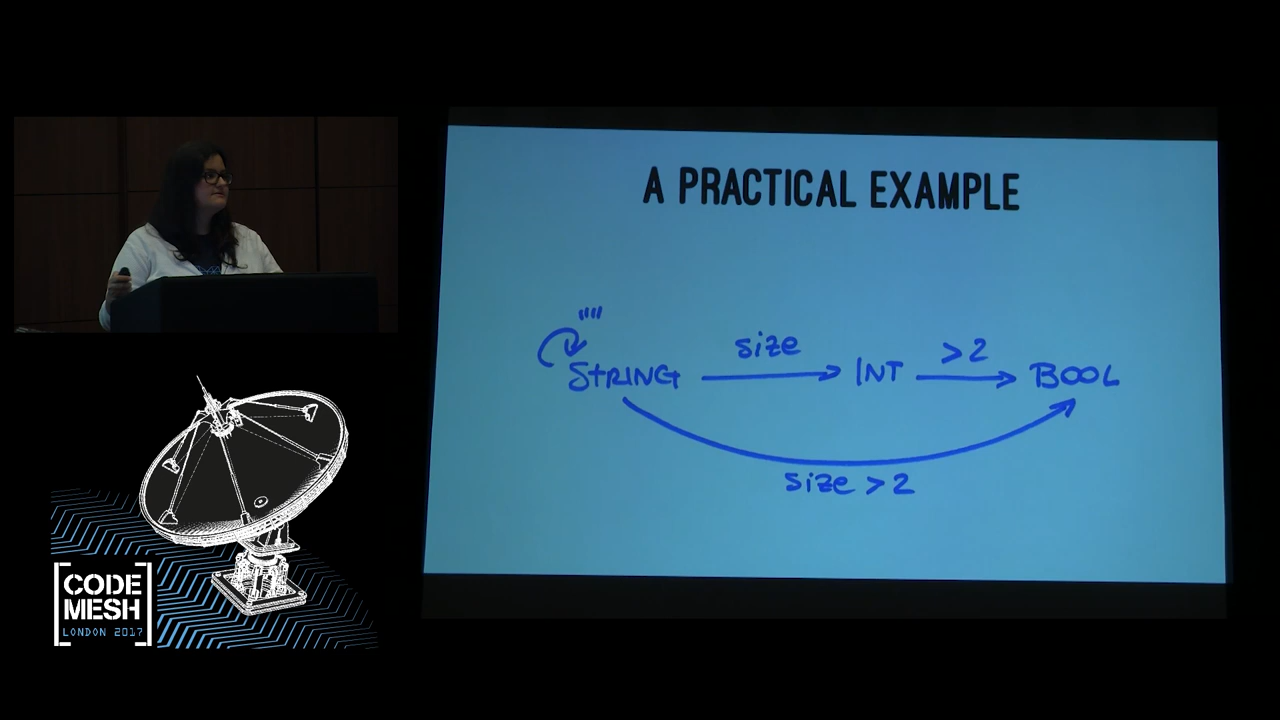 A PRACTICAL EXAMPLE
""
STRING
size
INT
>2
BOOL
size >2
[CODE
MESH
LONDON 2017]